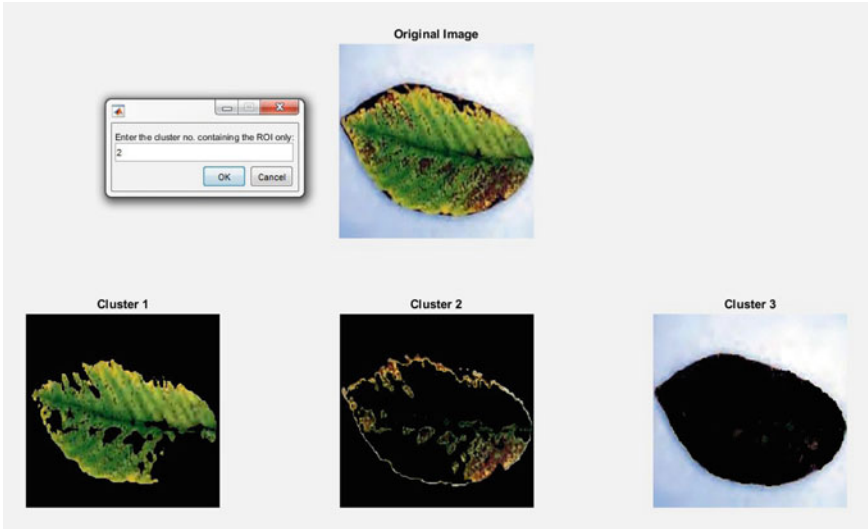 Original Image
Enter the cluster no. containing the ROI only:
2
OK
Cancel
Cluster 1
Cluster 2
Cluster 3